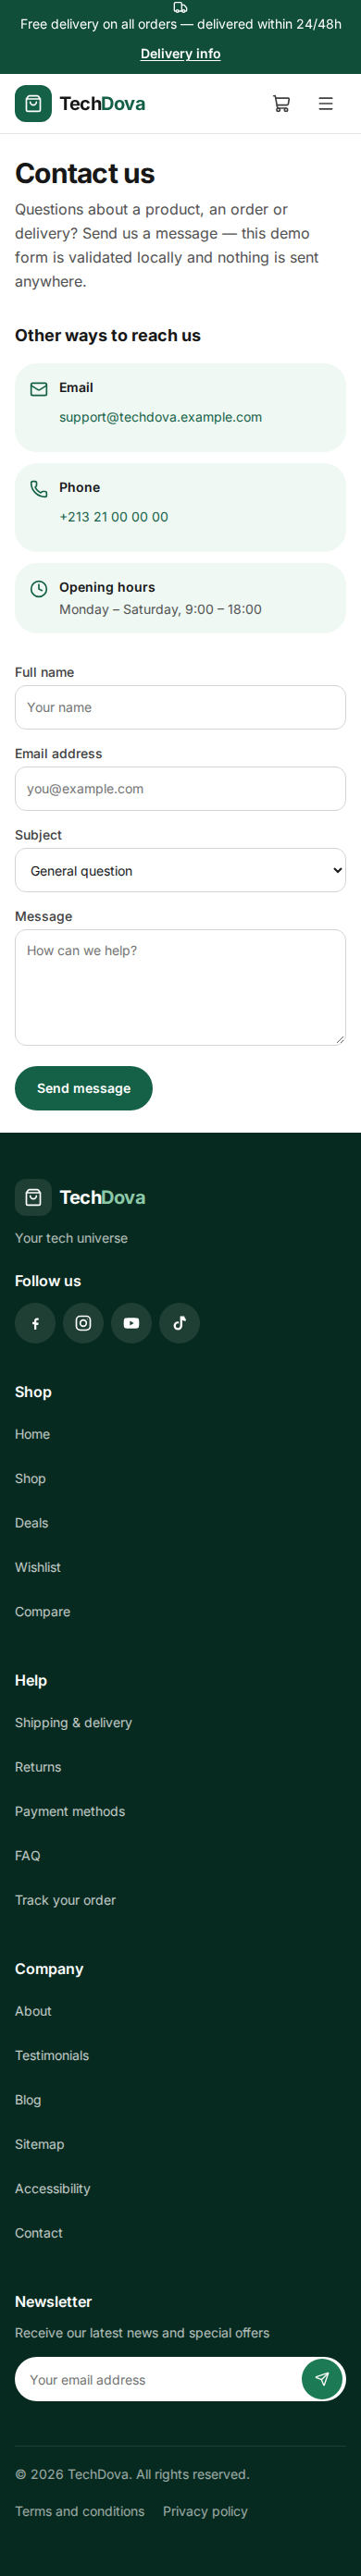 Free delivery on all orders — delivered within 24/48h
Delivery info
TechDova
Contact us
Questions about a product, an order or
delivery? Send us a message — this demo
form is validated locally and nothing is sent
anywhere.
Other ways to reach us
Email
support@techdova.example.com
Phone
+213 21 00 00 00
Opening hours
Monday – Saturday, 9:00 – 18:00
Full name
Your name
Email address
you@example.com
Subject
General question
Message
How can we help?
Send message
TechDova
Your tech universe
Follow us
Shop
Home
Shop
Deals
Wishlist
Compare
Help
Shipping & delivery
Returns
Payment methods
FAQ
Track your order
Company
About
Testimonials
Blog
Sitemap
Accessibility
Contact
Newsletter
Receive our latest news and special offers
Your email address
© 2026 TechDova. All rights reserved.
Terms and conditions Privacy policy